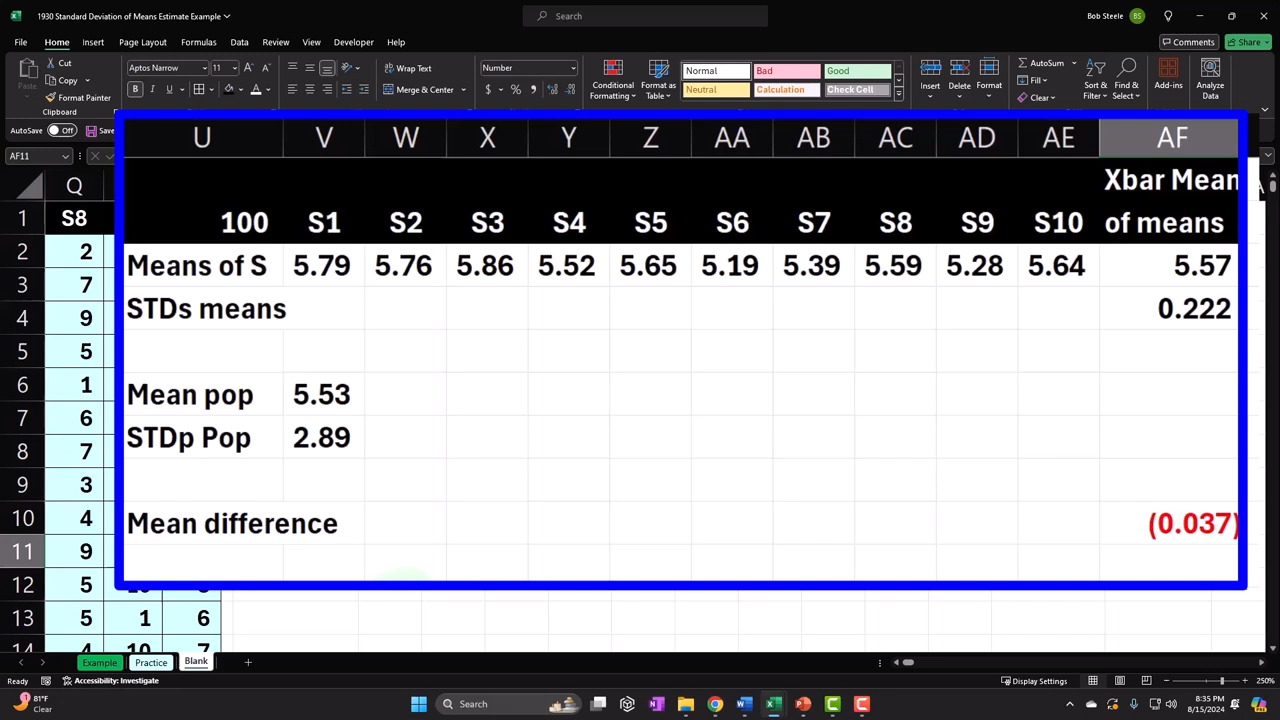 1930 Standard Deviation of Means Estimate Example
Search
Bob Steele
BS
File Home Insert Page Layout Formulas Data Review View Developer Help
Comments
Share
Cut
Format Painter
Clipboard
Paste
Aptos Narrow
11
B I U
Wrap Text
Merge & Center
Number
$ % 9
Conditional Formatting
Format as Table
Normal Bad Good
Neutral Calculation Check Cell
Insert Delete Format
AutoSum
Fill
Clear
Sort & Filter
Find & Select
Add-ins
Analyze Data
AutoSave Off
AF11
U V W X Y Z AA AB AC AD AE AF
Xbar Mean
100 S1 S2 S3 S4 S5 S6 S7 S8 S9 S10 of means
Means of S 5.79 5.76 5.86 5.52 5.65 5.19 5.39 5.59 5.28 5.64 5.57
STDs means 0.222
Mean pop 5.53
STDp Pop 2.89
Mean difference (0.037)
Q
1 S8
2 2
3 7
4 9
5 5
6 1
7 6
8 7
9 3
10 4
11 9
12 5
13 5 1 6
14 4 10 7
Example Practice Blank
Ready
Accessibility: Investigate
Display Settings
250%
81°F
Clear
Search
8:35 PM
8/15/2024